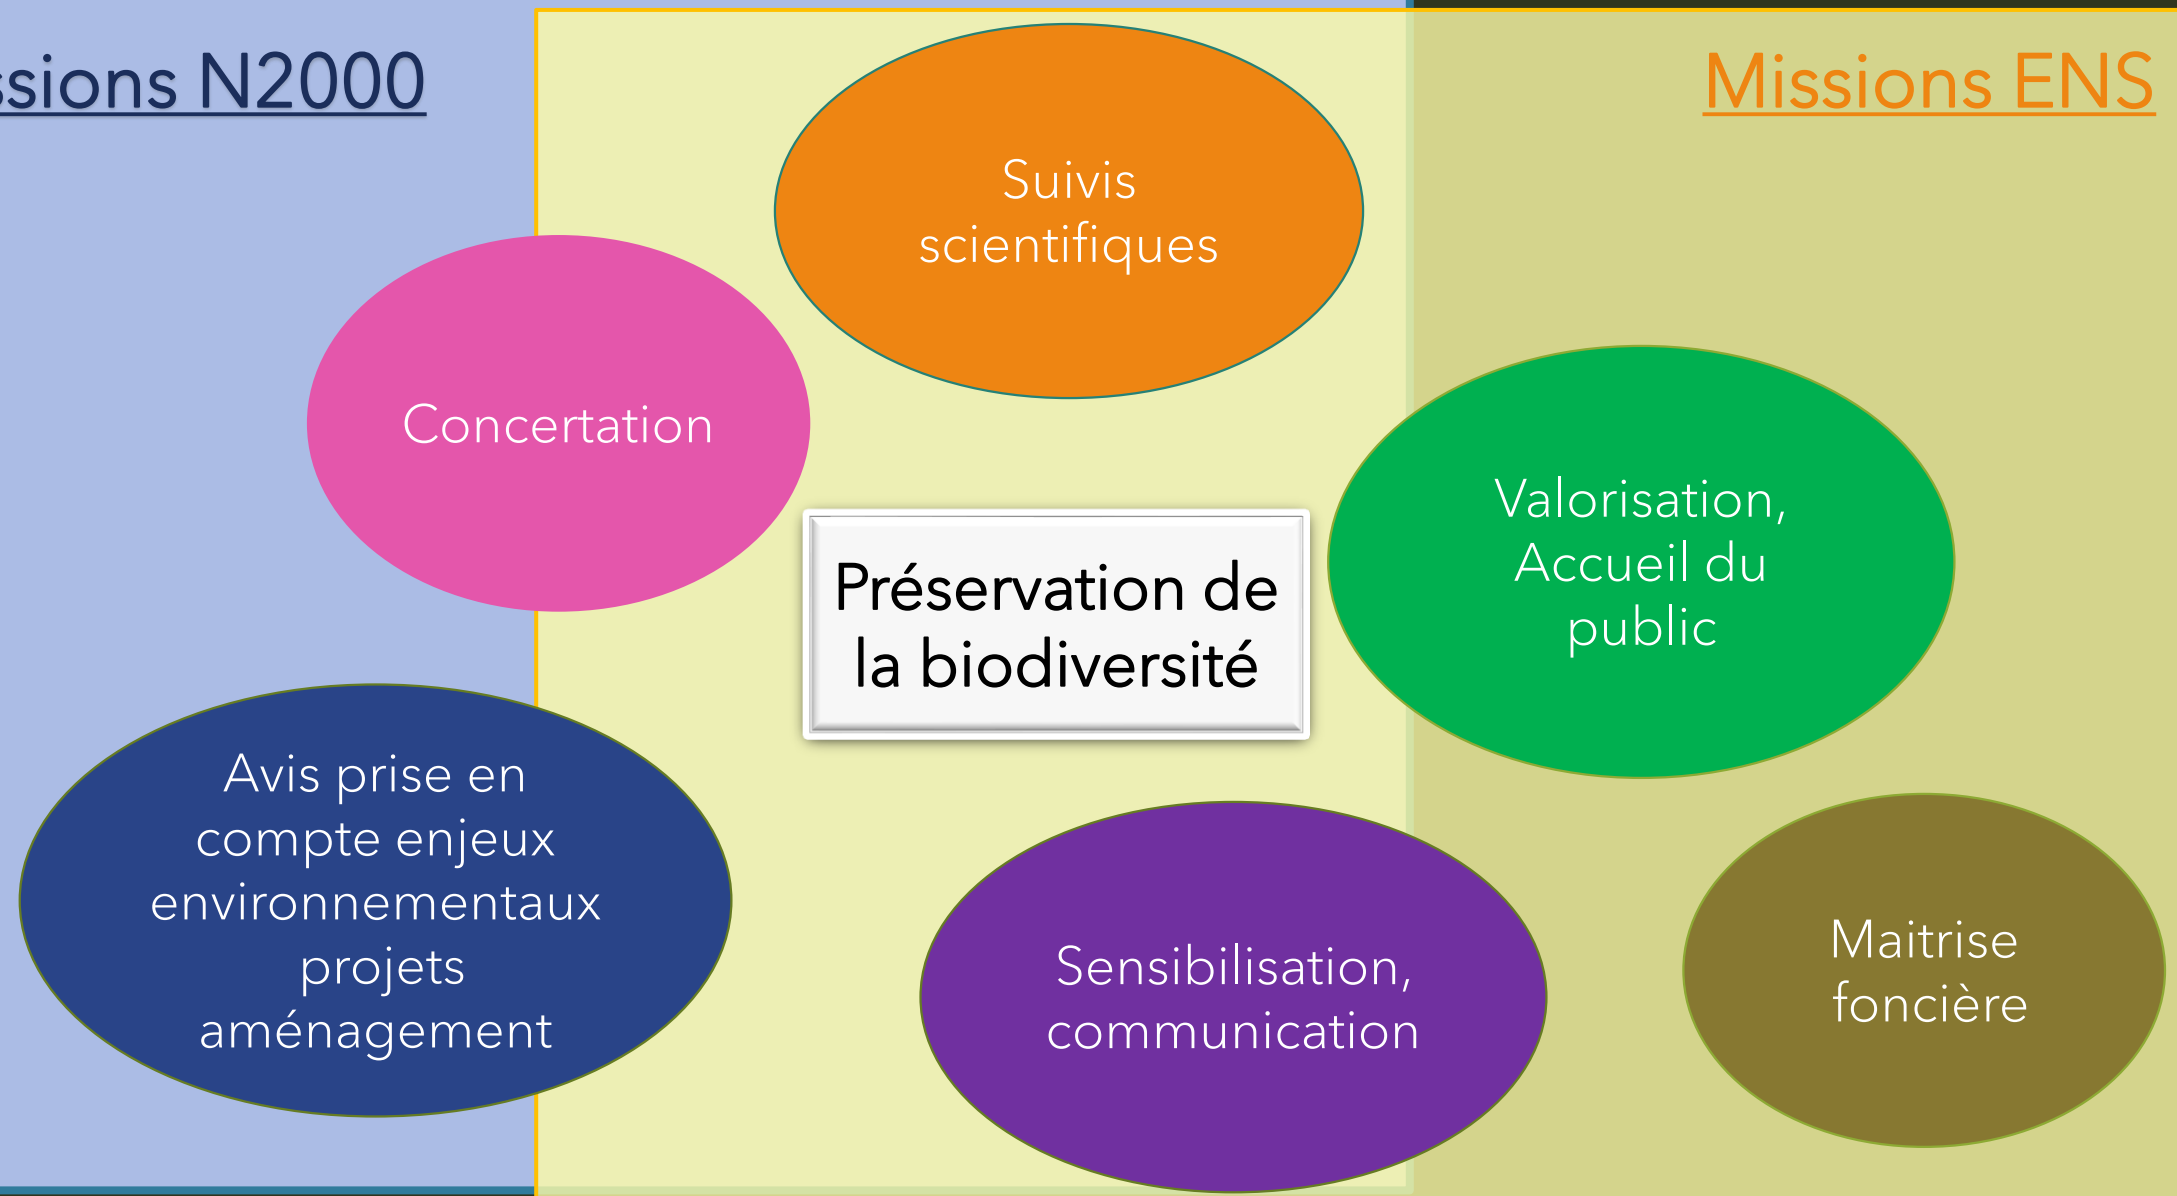 ssions N2000
Missions ENS
Suivis
scientifiques
Concertation
Valorisation,
Accueil du
public
Préservation de
la biodiversité
Avis prise en
compte enjeux
environnementaux
projets
aménagement
Sensibilisation,
communication
Maitrise
foncière